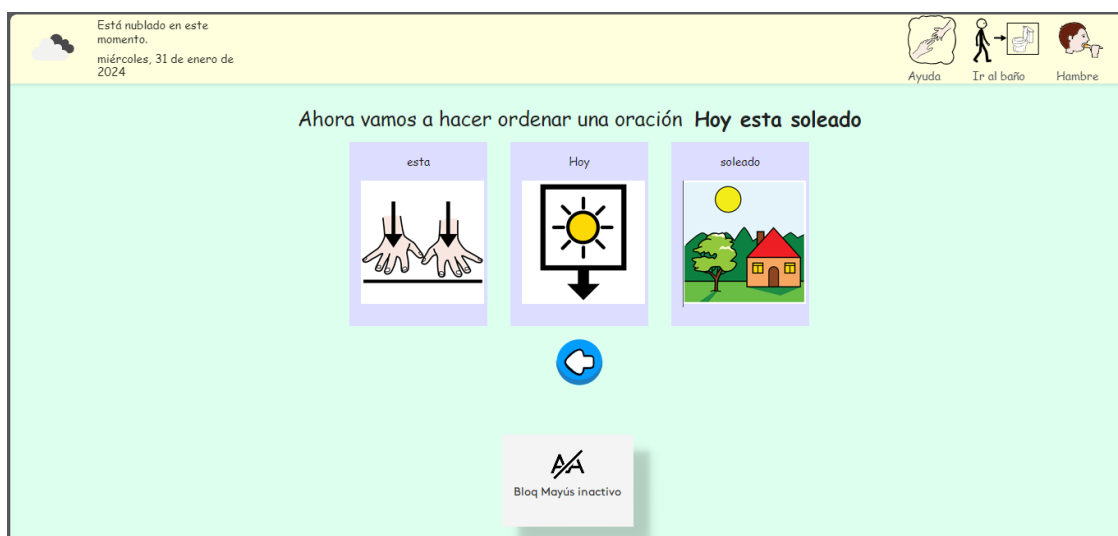 Está nublado en este
momento.
miércoles, 31 de enero de
2024
Ayuda
Ir al baño
Hambre
Ahora vamos a hacer ordenar una oración Hoy esta soleado
esta
Hoy
soleado
Bloq Mayús inactivo